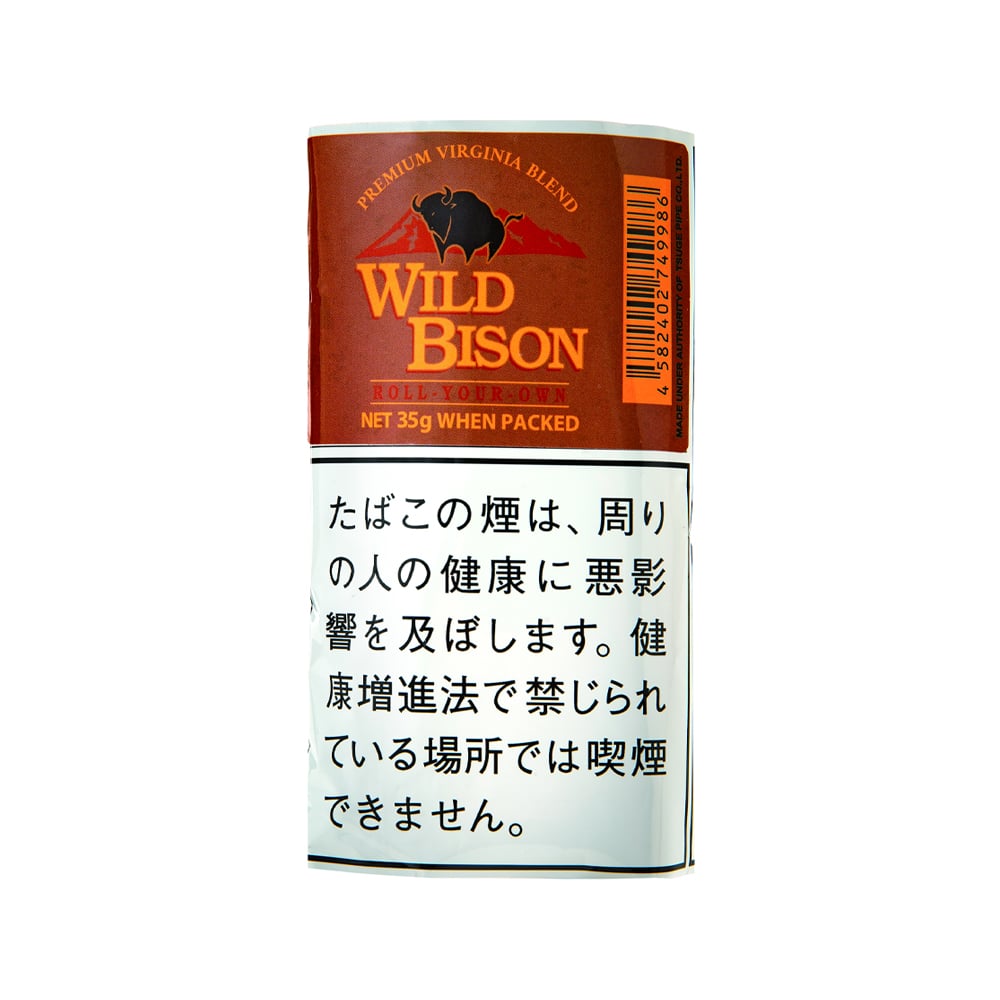 PREMIUM VIRGINIA BLEND
WILD
BISON
ROLL-YOUR-OWN
NET 35g WHEN PACKED
4 582402 749986
MADE UNDER AUTHORITY OF TSUGE PIPE CO.,LTD.
たばこの煙は、周り
の人の健康に悪影
響を及ぼします。健
康増進法で禁じられ
ている場所では喫煙
できません。